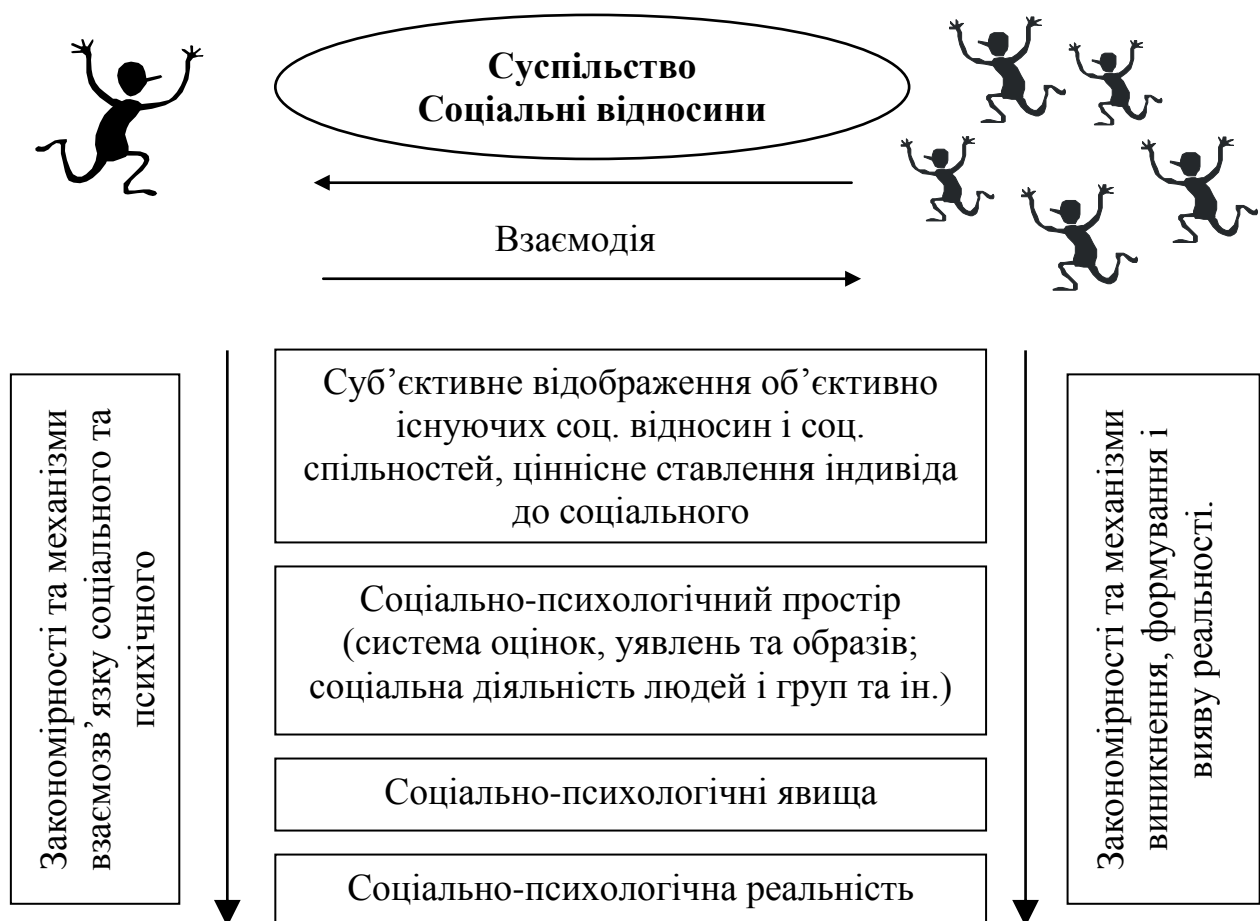 Суспільство
Соціальні відносини
Взаємодія
Закономірності та механізми
взаємозв’язку соціального та
психічного
Суб’єктивне відображення об’єктивно
існуючих соц. відносин і соц.
спільностей, ціннісне ставлення індивіда
до соціального
Соціально-психологічний простір
(система оцінок, уявлень та образів;
соціальна діяльність людей і груп та ін.)
Соціально-психологічні явища
Соціально-психологічна реальність
Закономірності та механізми
виникнення, формування і
вияву реальності.